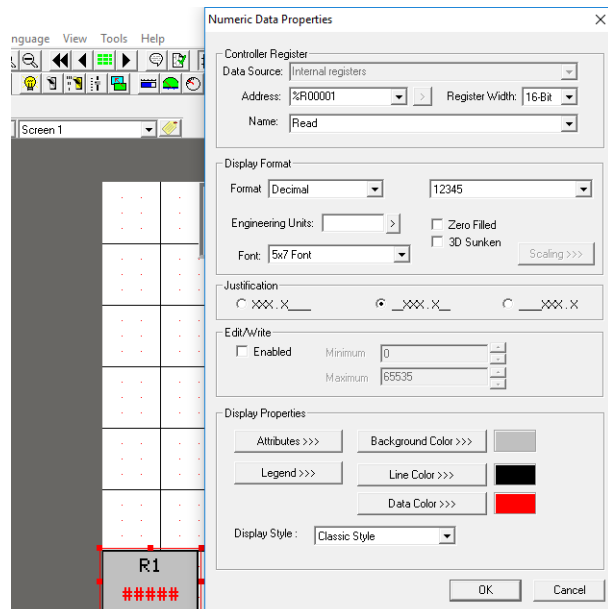 Numeric Data Properties
nguage View Tools Help
Screen 1
Controller Register
Data Source: Internal registers
Address: %R00001 > Register Width: 16-Bit
Name: Read
Display Format
Format Decimal 12345
Engineering Units: > Zero Filled
3D Sunken
Font: 5x7 Font Scaling >>>
Justification
XXX.X___ _XXX.X_ ___XXX.X
Edit/Write
Enabled Minimum 0
Maximum 65535
Display Properties
Attributes >>> Background Color >>>
Legend >>> Line Color >>>
Data Color >>>
Display Style : Classic Style
R1
#####
OK Cancel